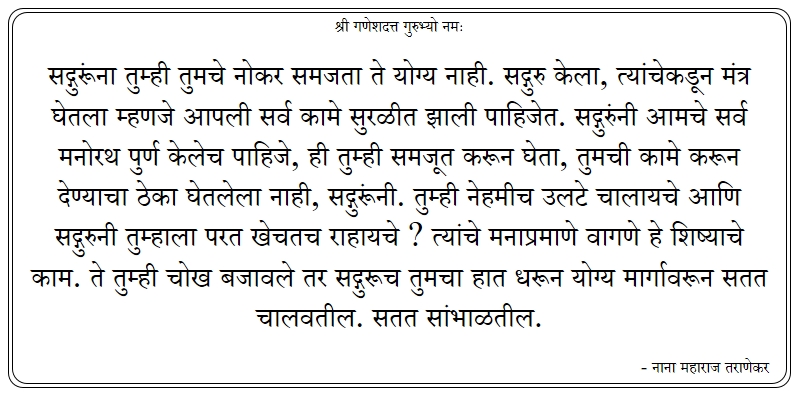 श्री गणेशदत्त गुरुभ्यो नमः
सद्गुरूंना तुम्ही तुमचे नोकर समजता ते योग्य नाही. सद्गुरु केला, त्यांचेकडून मंत्र
घेतला म्हणजे आपली सर्व कामे सुरळीत झाली पाहिजेत. सद्गुरुंनी आमचे सर्व
मनोरथ पुर्ण केलेच पाहिजे, ही तुम्ही समजूत करून घेता, तुमची कामे करून
देण्याचा ठेका घेतलेला नाही, सद्गुरूंनी. तुम्ही नेहमीच उलटे चालायचे आणि
सद्गुरुनी तुम्हाला परत खेचतच राहायचे ? त्यांचे मनाप्रमाणे वागणे हे शिष्याचे
काम. ते तुम्ही चोख बजावले तर सद्गुरूच तुमचा हात धरून योग्य मार्गावरून सतत
चालवतील. सतत सांभाळतील.
- नाना महाराज तराणेकर